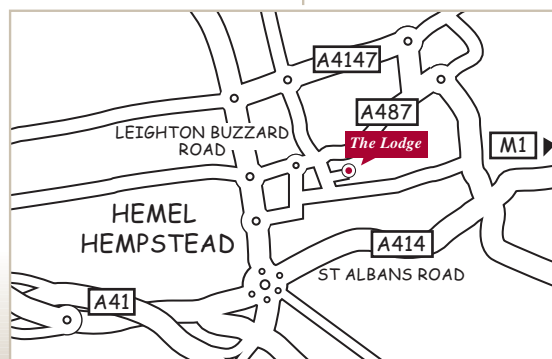 A4147
A487
LEIGHTON BUZZARD
ROAD
The Lodge
M1
HEMEL
HEMPSTEAD
A414
ST ALBANS ROAD
A41